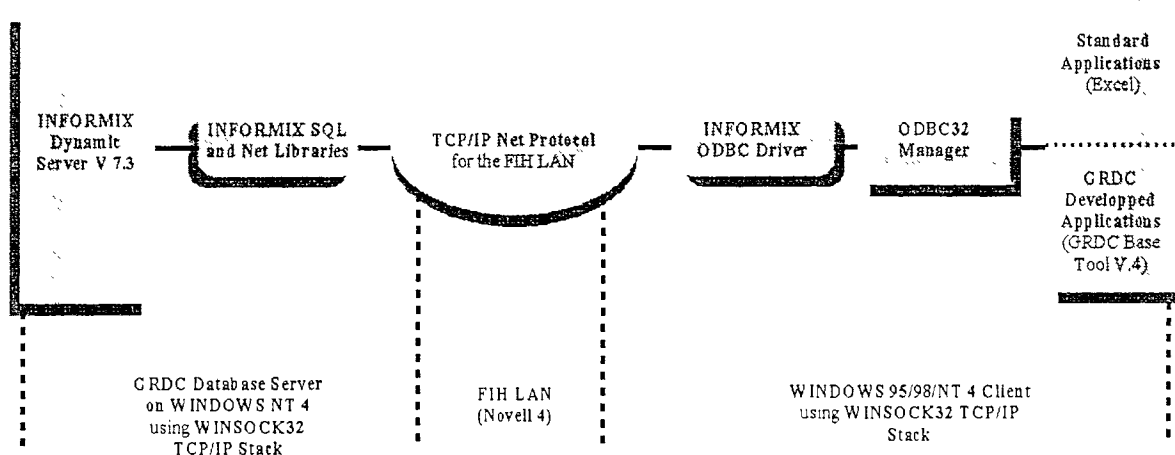 INFORMIX
Dynamic
Server V 7.3
INFORMIX SQL
and Net Libraries
TCP/IP Net Protocol
for the FIH LAN
INFORMIX
ODBC Driver
ODBC32
Manager
Standard
Applications
(Excel)
GRDC
Developped
Applications
(GRDC Base
Tool V.4)
GRDC Database Server
on WINDOWS NT 4
using WINSOCK32
TCP/IP Stack
FIH LAN
(Novell 4)
WINDOWS 95/98/NT 4 Client
using WINSOCK32 TCP/IP
Stack